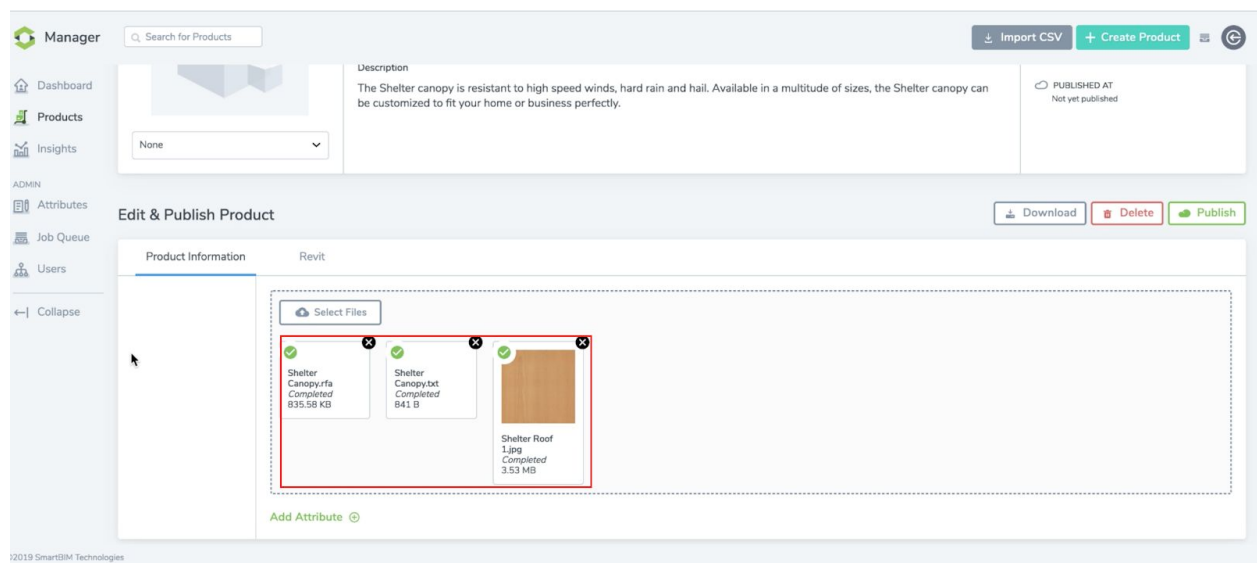 Manager
Search for Products
Import CSV
+ Create Product
Dashboard
Products
Insights
ADMIN
Attributes
Job Queue
Users
Collapse
Description
The Shelter canopy is resistant to high speed winds, hard rain and hail. Available in a multitude of sizes, the Shelter canopy can
be customized to fit your home or business perfectly.
PUBLISHED AT
Not yet published
None
Edit & Publish Product
Download
Delete
Publish
Product Information
Revit
Select Files
Shelter
Canopy.rfa
Completed
835.58 KB
Shelter
Canopy.txt
Completed
841 B
Shelter Roof
1.jpg
Completed
3.53 MB
Add Attribute
©2019 SmartBIM Technologies